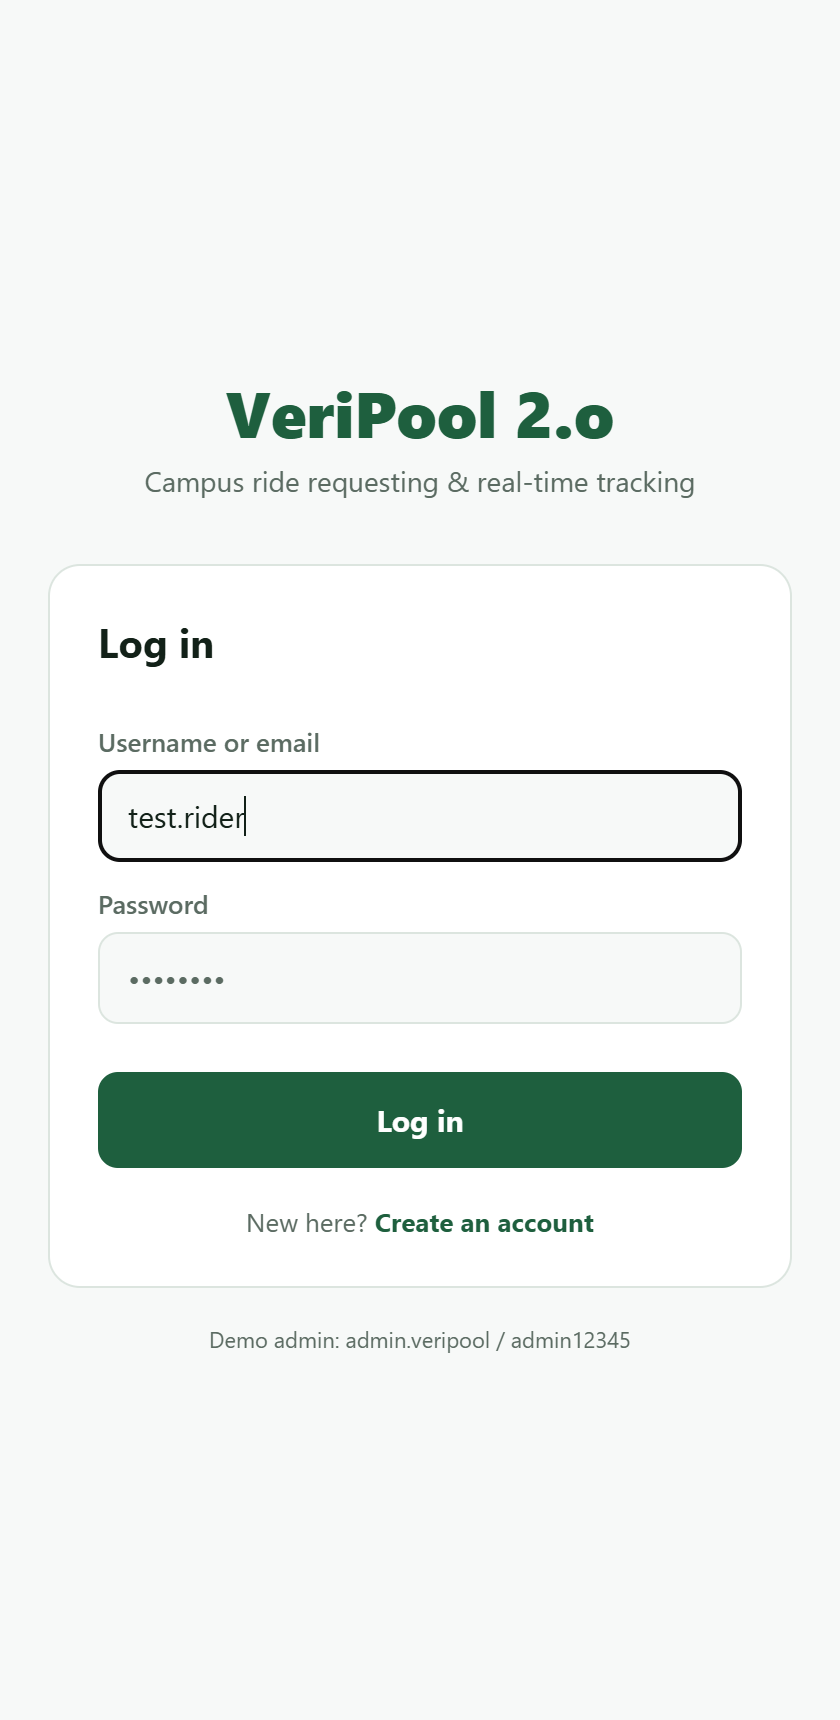 VeriPool 2.o
Campus ride requesting & real-time tracking
Log in
Username or email
test.rider
Password
••••••••
Log in
New here? Create an account
Demo admin: admin.veripool / admin12345